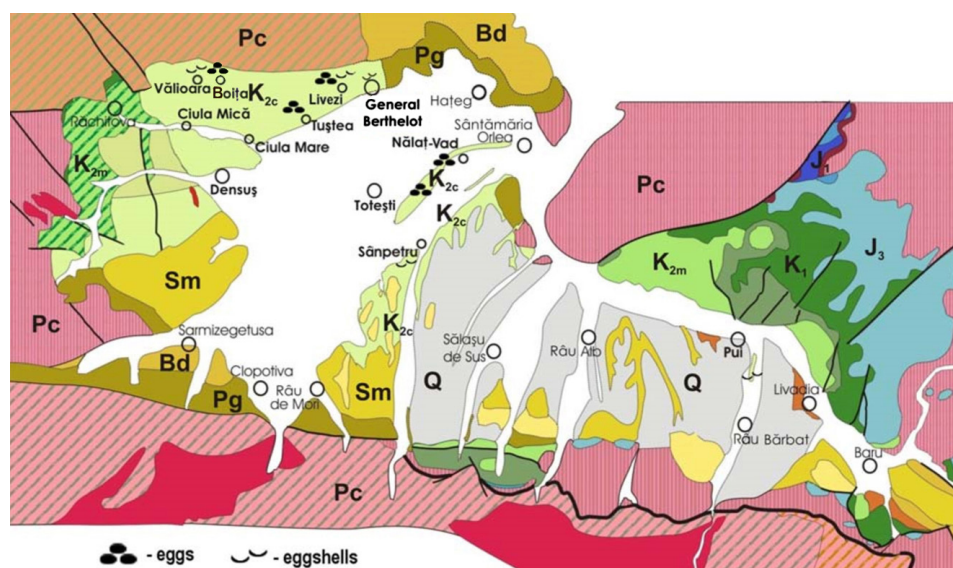 Pc
Bd
Pg
Vălioara
Boița
K2c
Livezi
General
Berthelot
Hațeg
Răchitova
Ciula Mică
Tuștea
Ciula Mare
Sântămăria
Orlea
Nălaț-Vad
K2m
Densuș
K2c
Totești
K2c
Pc
J1
Sânpetru
K2m
K1
J3
Sm
Pc
K2c
Sarmizegetusa
Bd
Sălașu
de Sus
Râu Alb
Pui
Clopotiva
Râu
de Mori
Sm
Q
Q
Livadia
Pg
Râu Bărbat
Baru
Pc
- eggs
- eggshells